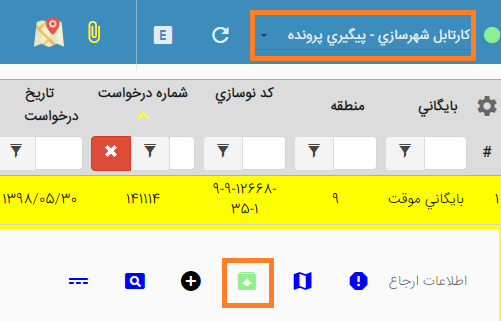 کارتابل شهرسازي - پيگيري پرونده
E
بايگاني
منطقه
کد نوسازي
شماره درخواست
تاريخ درخواست
#
۱
بايگاني موقت
۹
۹-۹-۱۲۶۶۸-
۳۵-۱
۱۴۱۱۱۴
۱۳۹۸/۰۵/۳۰
اطلاعات ارجاع